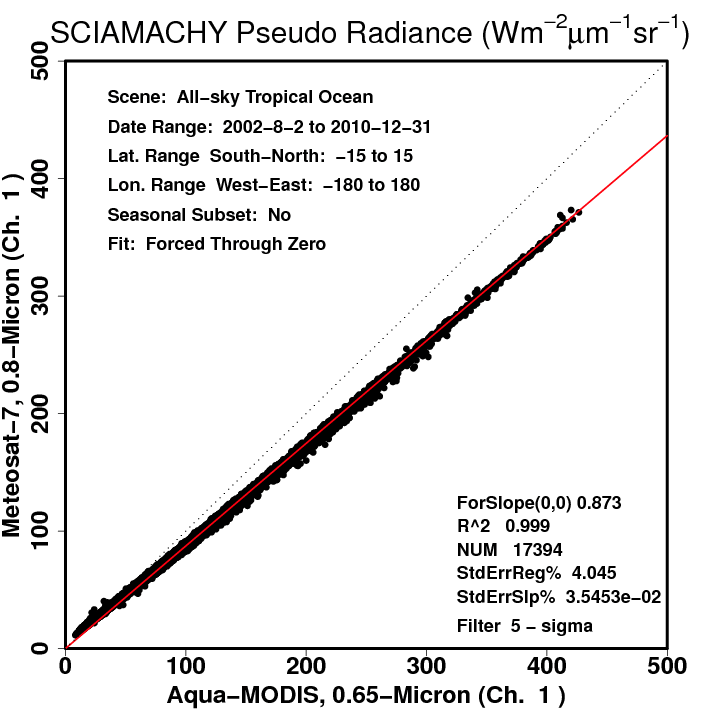 SCIAMACHY Pseudo Radiance (Wm⁻²μm⁻¹sr⁻¹)
Scene: All−sky Tropical Ocean
Date Range: 2002−8−2 to 2010−12−31
Lat. Range South−North: −15 to 15
Lon. Range West−East: −180 to 180
Seasonal Subset: No
Fit: Forced Through Zero
Meteosat−7, 0.8−Micron (Ch. 1 )
500
400
300
200
100
0
ForSlope(0,0) 0.873
R^2 0.999
NUM 17394
StdErrReg% 4.045
StdErrSlp% 3.5453e−02
Filter 5 − sigma
0 100 200 300 400 500
Aqua−MODIS, 0.65−Micron (Ch. 1 )